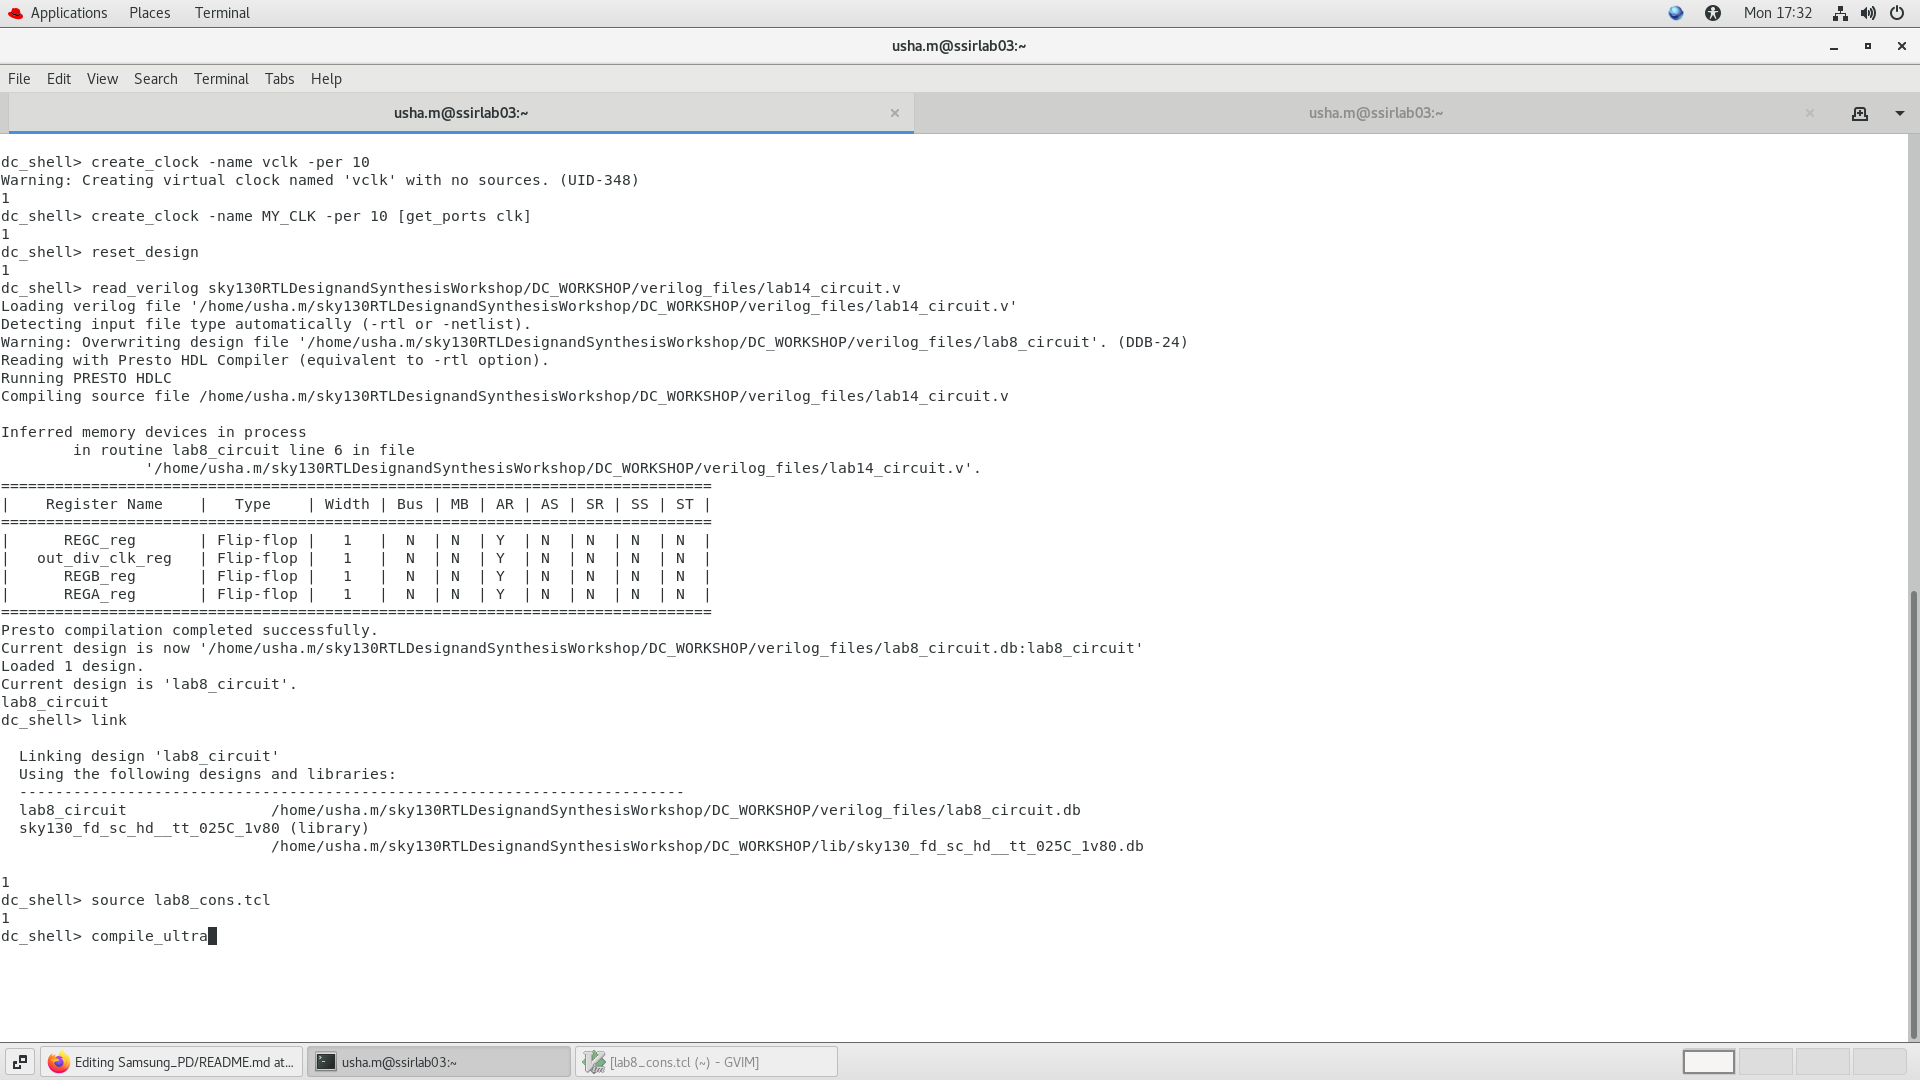 Applications Places Terminal Mon 17:32
usha.m@ssirlab03:~
File Edit View Search Terminal Tabs Help
usha.m@ssirlab03:~ × usha.m@ssirlab03:~ ×
dc_shell> create_clock -name vclk -per 10
Warning: Creating virtual clock named 'vclk' with no sources. (UID-348)
1
dc_shell> create_clock -name MY_CLK -per 10 [get_ports clk]
1
dc_shell> reset_design
1
dc_shell> read_verilog sky130RTLDesignandSynthesisWorkshop/DC_WORKSHOP/verilog_files/lab14_circuit.v
Loading verilog file '/home/usha.m/sky130RTLDesignandSynthesisWorkshop/DC_WORKSHOP/verilog_files/lab14_circuit.v'
Detecting input file type automatically (-rtl or -netlist).
Warning: Overwriting design file '/home/usha.m/sky130RTLDesignandSynthesisWorkshop/DC_WORKSHOP/verilog_files/lab8_circuit'. (DDB-24)
Reading with Presto HDL Compiler (equivalent to -rtl option).
Running PRESTO HDLC
Compiling source file /home/usha.m/sky130RTLDesignandSynthesisWorkshop/DC_WORKSHOP/verilog_files/lab14_circuit.v
Inferred memory devices in process
in routine lab8_circuit line 6 in file
'/home/usha.m/sky130RTLDesignandSynthesisWorkshop/DC_WORKSHOP/verilog_files/lab14_circuit.v'.
===============================================================================
| Register Name | Type | Width | Bus | MB | AR | AS | SR | SS | ST |
===============================================================================
| REGC_reg | Flip-flop | 1 | N | N | Y | N | N | N | N |
| out_div_clk_reg | Flip-flop | 1 | N | N | Y | N | N | N | N |
| REGB_reg | Flip-flop | 1 | N | N | Y | N | N | N | N |
| REGA_reg | Flip-flop | 1 | N | N | Y | N | N | N | N |
===============================================================================
Presto compilation completed successfully.
Current design is now '/home/usha.m/sky130RTLDesignandSynthesisWorkshop/DC_WORKSHOP/verilog_files/lab8_circuit.db:lab8_circuit'
Loaded 1 design.
Current design is 'lab8_circuit'.
lab8_circuit
dc_shell> link
Linking design 'lab8_circuit'
Using the following designs and libraries:
--------------------------------------------------------------------------
lab8_circuit /home/usha.m/sky130RTLDesignandSynthesisWorkshop/DC_WORKSHOP/verilog_files/lab8_circuit.db
sky130_fd_sc_hd__tt_025C_1v80 (library)
/home/usha.m/sky130RTLDesignandSynthesisWorkshop/DC_WORKSHOP/lib/sky130_fd_sc_hd__tt_025C_1v80.db
1
dc_shell> source lab8_cons.tcl
1
dc_shell> compile_ultra
Editing Samsung_PD/README.md at... usha.m@ssirlab03:~ [lab8_cons.tcl (~) - GVIM]